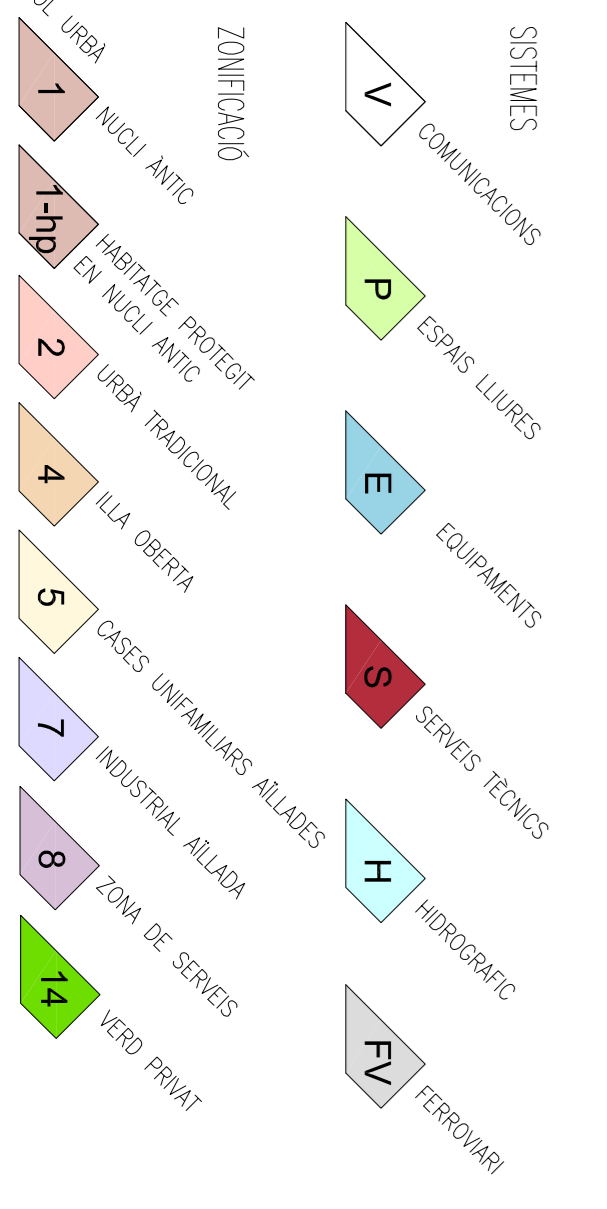 SISTEMES
V
COMUNICACIONS
P
ESPAIS LLIURES
E
EQUIPAMENTS
S
SERVEIS TÈCNICS
H
HIDROGRAFIC
FV
FERROVIARI
ZONIFICACIÓ
URBÀ
1
NUCLI ÀNTIC
1-hp
HABITATGE PROTEGIT
EN NUCLI ANTIC
2
URBÀ TRADICIONAL
4
ILLA OBERTA
5
CASES UNIFAMILIARS AÏLLADES
7
INDUSTRIAL AÏLLADA
8
ZONA DE SERVEIS
14
VERD PRIVAT